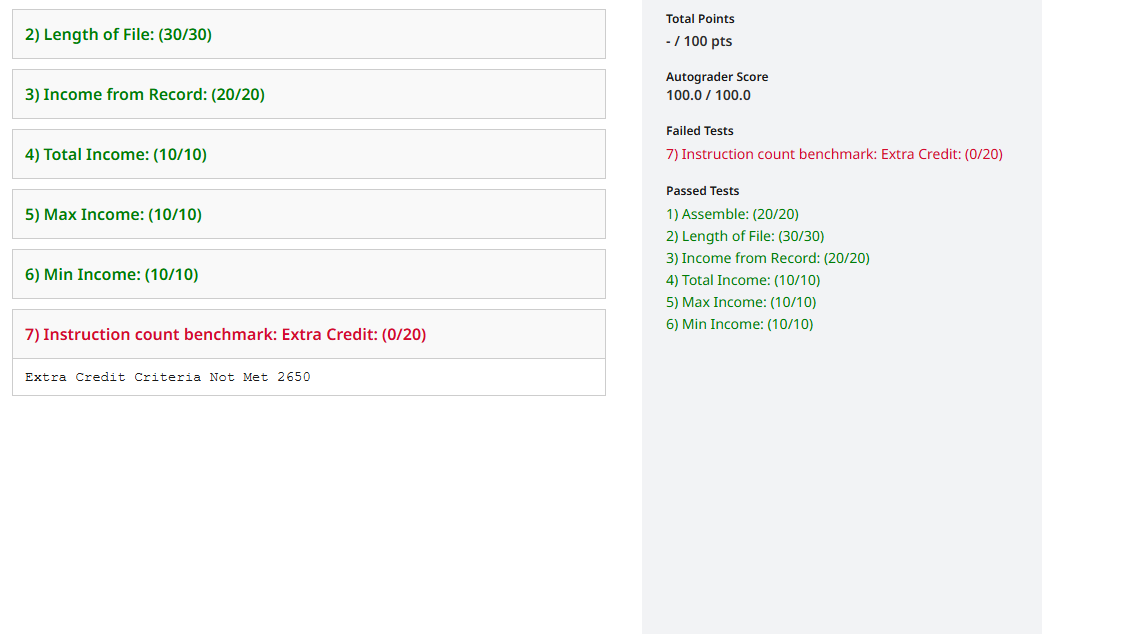 2) Length of File: (30/30)
3) Income from Record: (20/20)
4) Total Income: (10/10)
5) Max Income: (10/10)
6) Min Income: (10/10)
7) Instruction count benchmark: Extra Credit: (0/20)
Extra Credit Criteria Not Met 2650
Total Points
- / 100 pts
Autograder Score
100.0 / 100.0
Failed Tests
7) Instruction count benchmark: Extra Credit: (0/20)
Passed Tests
1) Assemble: (20/20)
2) Length of File: (30/30)
3) Income from Record: (20/20)
4) Total Income: (10/10)
5) Max Income: (10/10)
6) Min Income: (10/10)